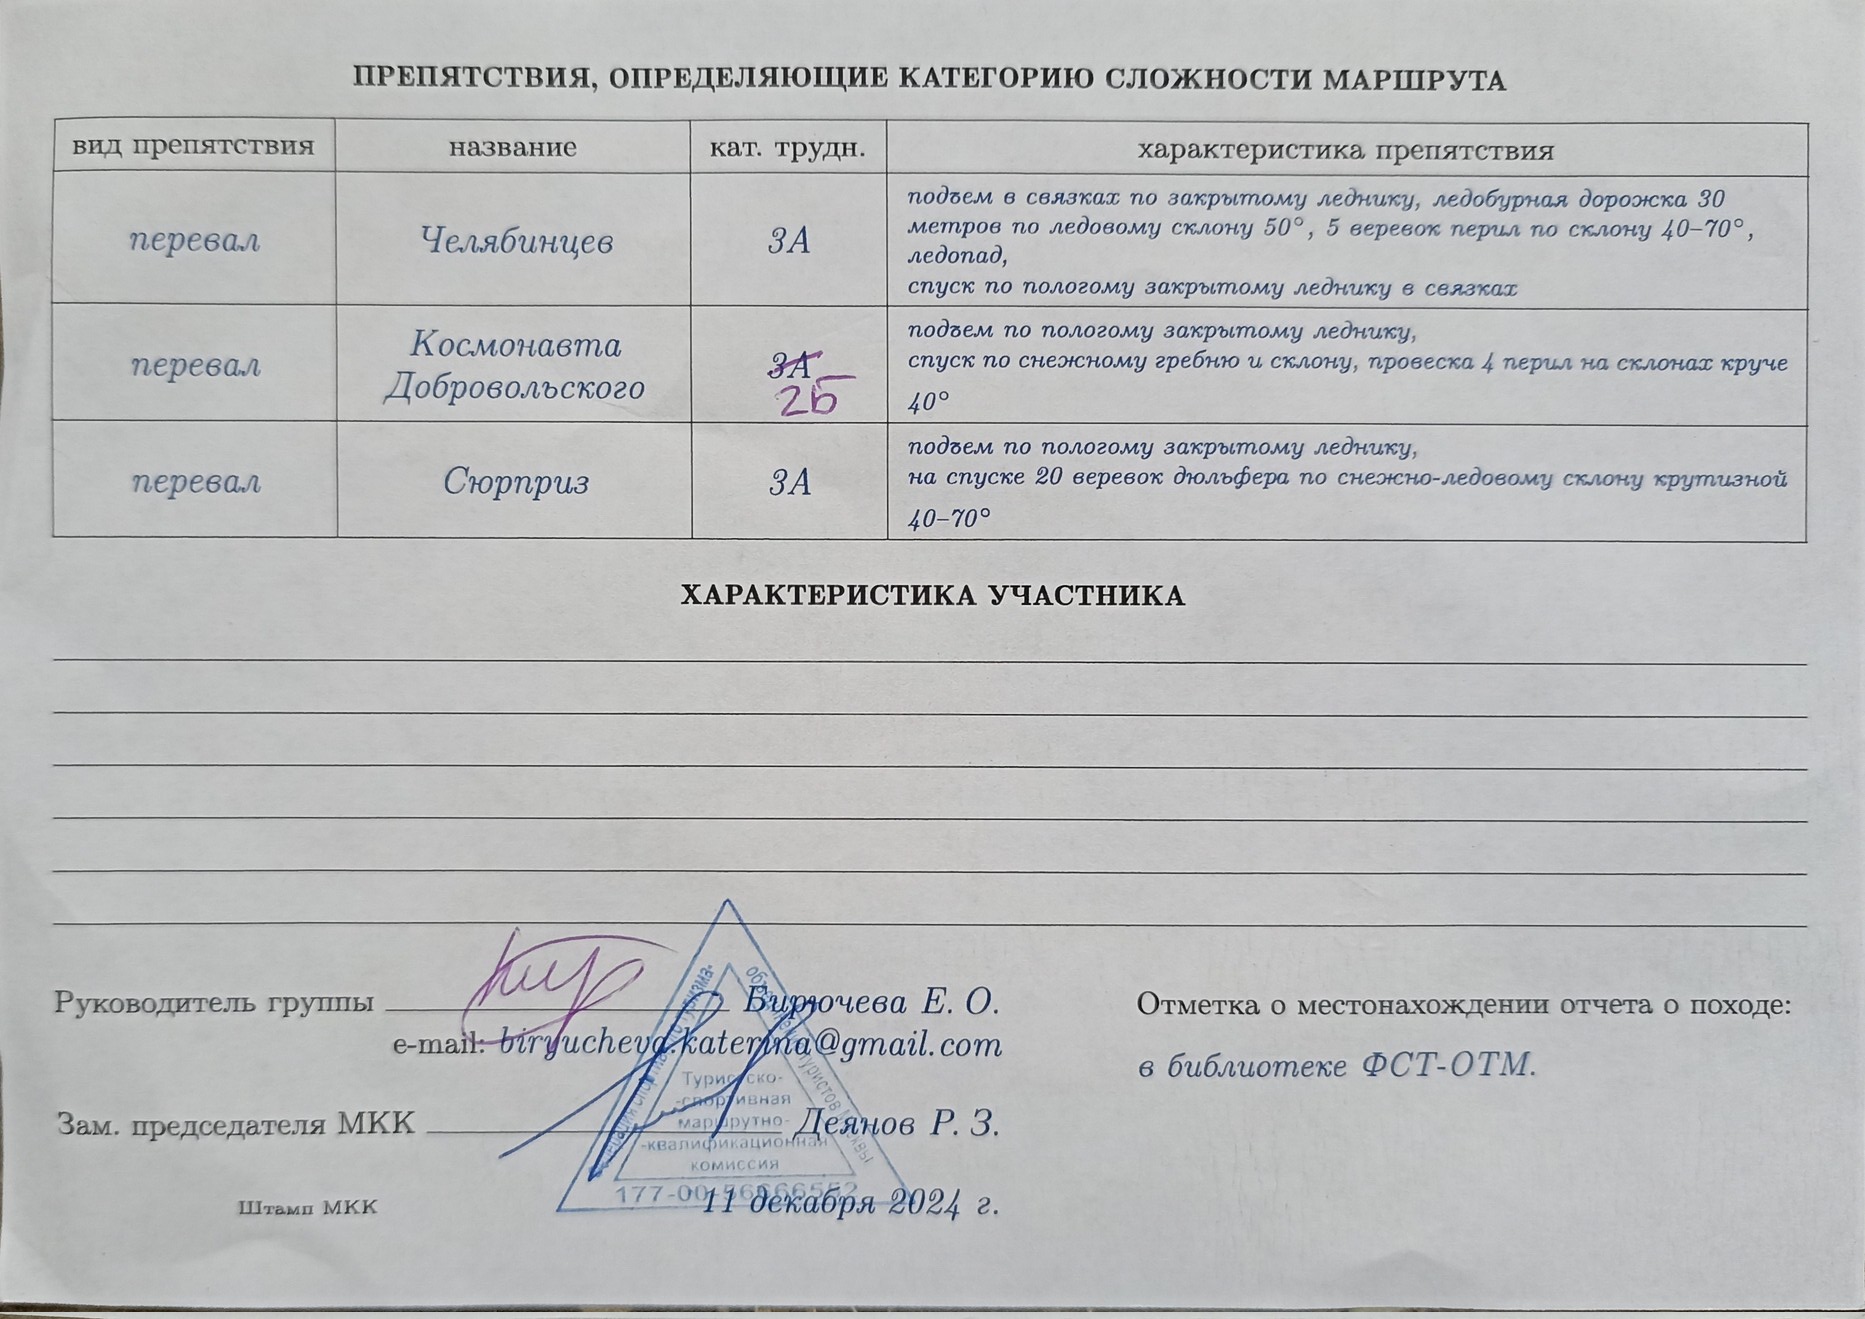 ПРЕПЯТСТВИЯ, ОПРЕДЕЛЯЮЩИЕ КАТЕГОРИЮ СЛОЖНОСТИ МАРШРУТА
вид препятствия название кат. трудн. характеристика препятствия
перевал Челябинцев 3А
подъем в связках по закрытому леднику, ледобурная дорожка 30
метров по ледовому склону 50°, 5 веревок перил по склону 40–70°,
ледопад,
спуск по пологому закрытому леднику в связках
перевал Космонавта
Добровольского
3А
2Б
подъем по пологому закрытому леднику,
спуск по снежному гребню и склону, провеска 4 перил на склонах круче
40°
перевал Сюрприз 3А
подъем по пологому закрытому леднику,
на спуске 20 веревок дюльфера по снежно-ледовому склону крутизной
40–70°
ХАРАКТЕРИСТИКА УЧАСТНИКА
Руководитель группы Бирючева Е. О.
e-mail: biryucheva.katerina@gmail.com
Зам. председателя МКК Деянов Р. З.
Штамп МКК 11 декабря 2024 г.
Отметка о местонахождении отчета о походе:
в библиотеке ФСТ-ОТМ.
Туристско-
-спортивная
маршрутно-
-квалификационная
комиссия